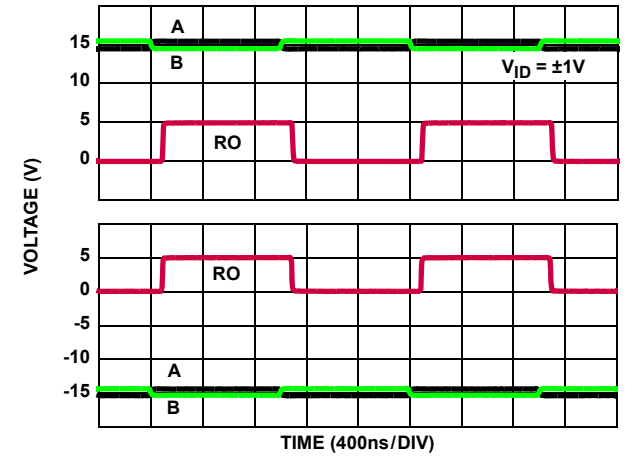 A
15
B
V_ID = ±1V
10
5
RO
0
VOLTAGE (V)
5
RO
0
-5
-10
A
-15
B
TIME (400ns/DIV)